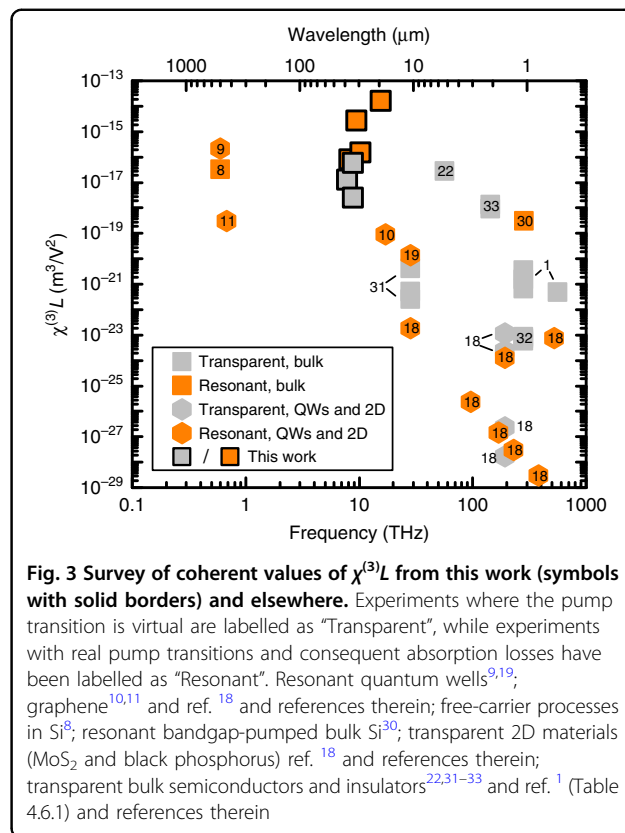 Wavelength (μm)
1000 100 10 1
10⁻¹³
10⁻¹⁵
10⁻¹⁷
10⁻¹⁹
10⁻²¹
10⁻²³
10⁻²⁵
10⁻²⁷
10⁻²⁹
χ⁽³⁾L (m³/V²)
9
8
11
22
33
30
10
19
31
1
18
18
32
18
18
18
18
18
18
18
18
Transparent, bulk
Resonant, bulk
Transparent, QWs and 2D
Resonant, QWs and 2D
/ This work
0.1 1 10 100 1000
Frequency (THz)
Fig. 3 Survey of coherent values of χ⁽³⁾L from this work (symbols
with solid borders) and elsewhere. Experiments where the pump
transition is virtual are labelled as “Transparent”, while experiments
with real pump transitions and consequent absorption losses have
been labelled as “Resonant”. Resonant quantum wells⁹,¹⁹;
graphene¹⁰,¹¹ and ref. ¹⁸ and references therein; free-carrier processes
in Si⁸; resonant bandgap-pumped bulk Si³⁰; transparent 2D materials
(MoS₂ and black phosphorus) ref. ¹⁸ and references therein;
transparent bulk semiconductors and insulators²²,³¹⁻³³ and ref. ¹ (Table
4.6.1) and references therein